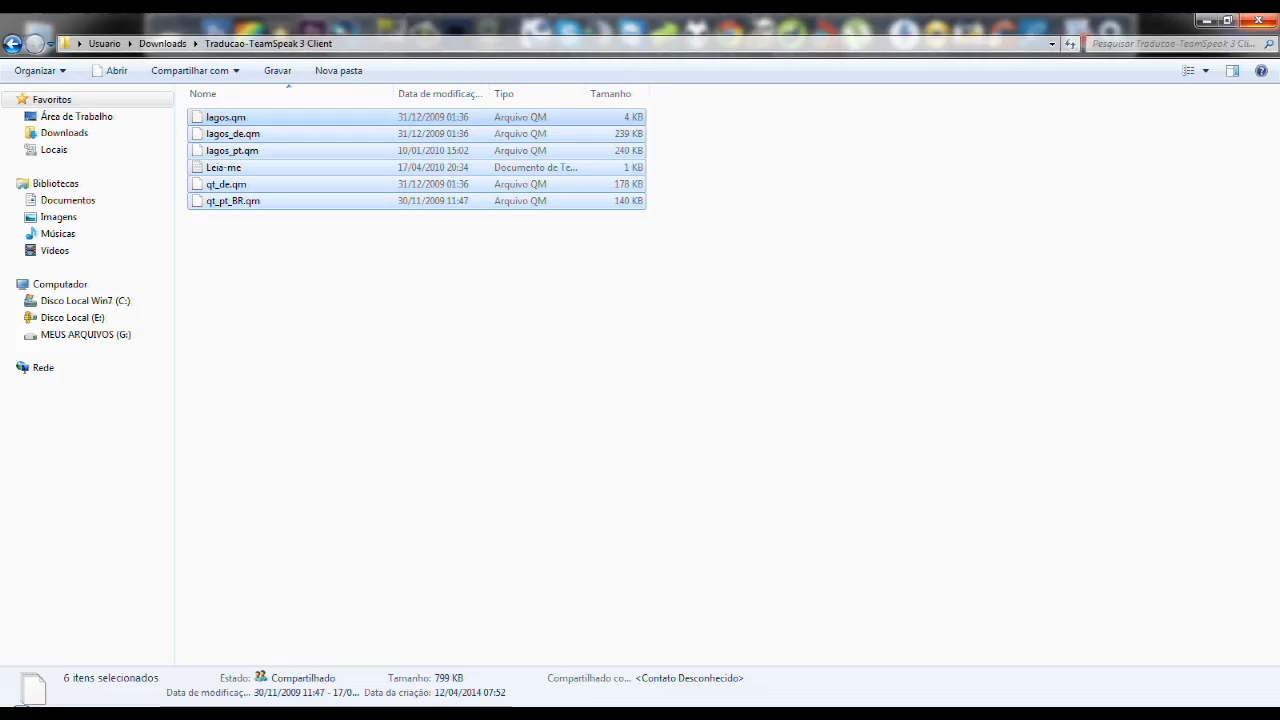 Usuario Downloads Traducao-TeamSpeak 3 Client
Pesquisar Traducao-TeamSpeak 3 Cli...
Organizar Abrir Compartilhar com Gravar Nova pasta
Nome Data de modificaç... Tipo Tamanho
Favoritos
Área de Trabalho
Downloads
Locais
Bibliotecas
Documentos
Imagens
Músicas
Vídeos
Computador
Disco Local Win7 (C:)
Disco Local (E:)
MEUS ARQUIVOS (G:)
Rede
lagos.qm 31/12/2009 01:36 Arquivo QM 4 KB
lagos_de.qm 31/12/2009 01:36 Arquivo QM 239 KB
lagos_pt.qm 10/01/2010 15:02 Arquivo QM 240 KB
Leia-me 17/04/2010 20:34 Documento de Te... 1 KB
qt_de.qm 31/12/2009 01:36 Arquivo QM 178 KB
qt_pt_BR.qm 30/11/2009 11:47 Arquivo QM 140 KB
6 itens selecionados Estado: Compartilhado Tamanho: 799 KB Compartilhado co... <Contato Desconhecido>
Data de modificaç... 30/11/2009 11:47 - 17/0... Data da criação: 12/04/2014 07:52